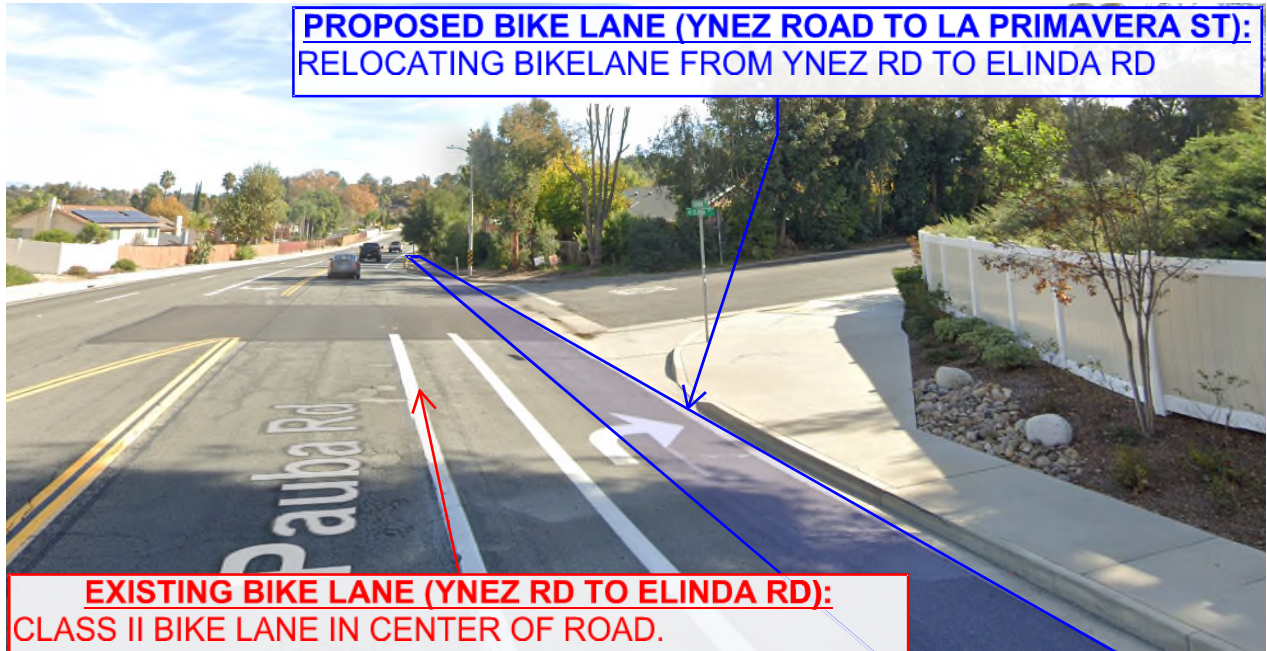 PROPOSED BIKE LANE (YNEZ ROAD TO LA PRIMAVERA ST):
RELOCATING BIKELANE FROM YNEZ RD TO ELINDA RD
Pauba Rd
EXISTING BIKE LANE (YNEZ RD TO ELINDA RD):
CLASS II BIKE LANE IN CENTER OF ROAD.